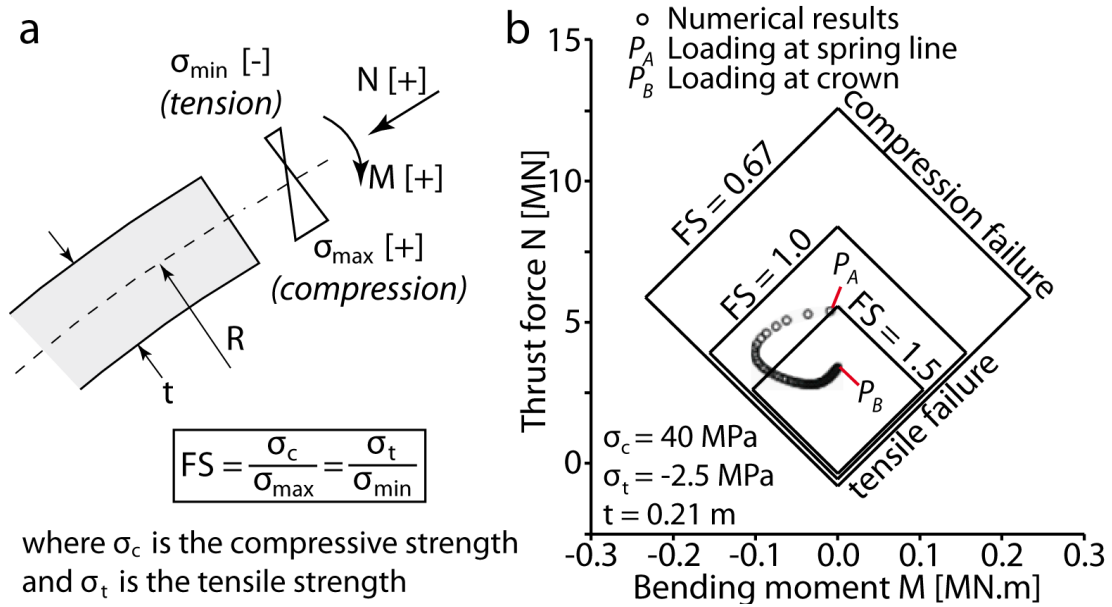 a
σmin [-]
(tension)
N [+]
M [+]
σmax [+]
(compression)
R
t
FS = σc/σmax = σt/σmin
where σc is the compressive strength
and σt is the tensile strength
b
Numerical results
PA Loading at spring line
PB Loading at crown
Thrust force N [MN]
15
10
5
0
compression failure
FS = 0.67
FS = 1.0
FS = 1.5
PA
PB
tensile failure
σc = 40 MPa
σt = -2.5 MPa
t = 0.21 m
-0.3 -0.2 -0.1 0.0 0.1 0.2 0.3
Bending moment M [MN.m]